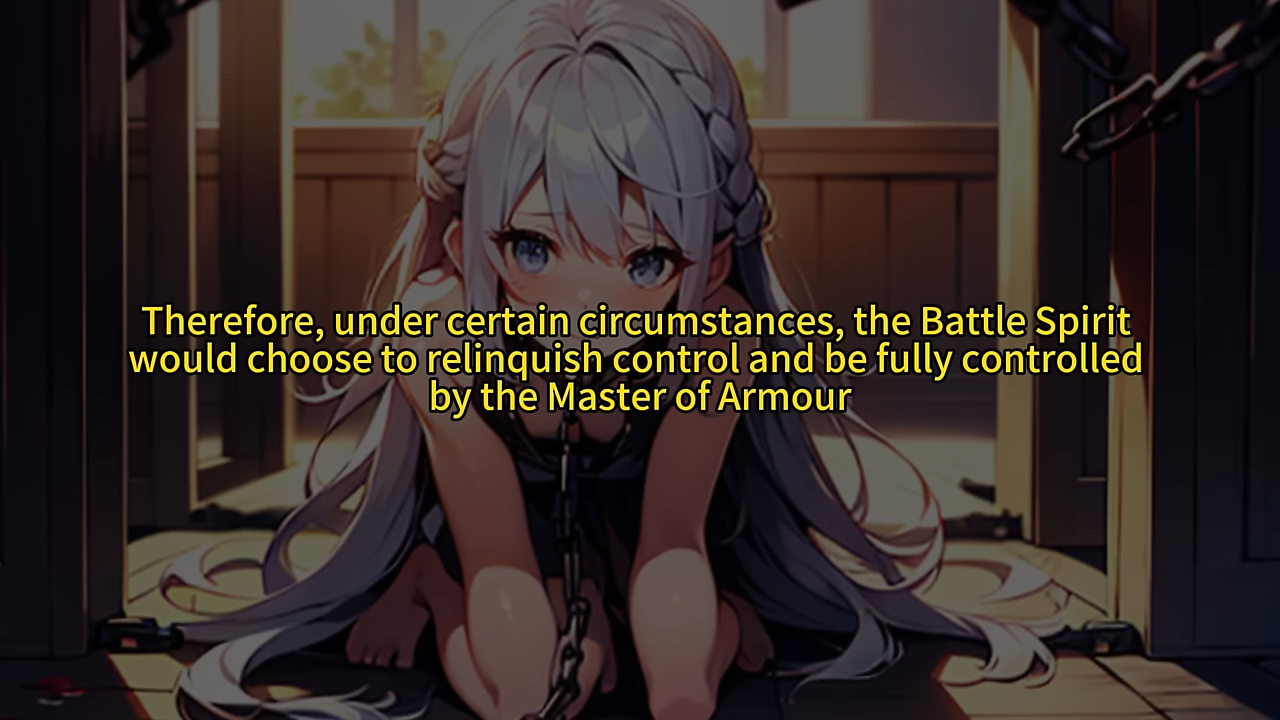 Therefore, under certain circumstances, the Battle Spirit
would choose to relinquish control and be fully controlled
by the Master of Armour